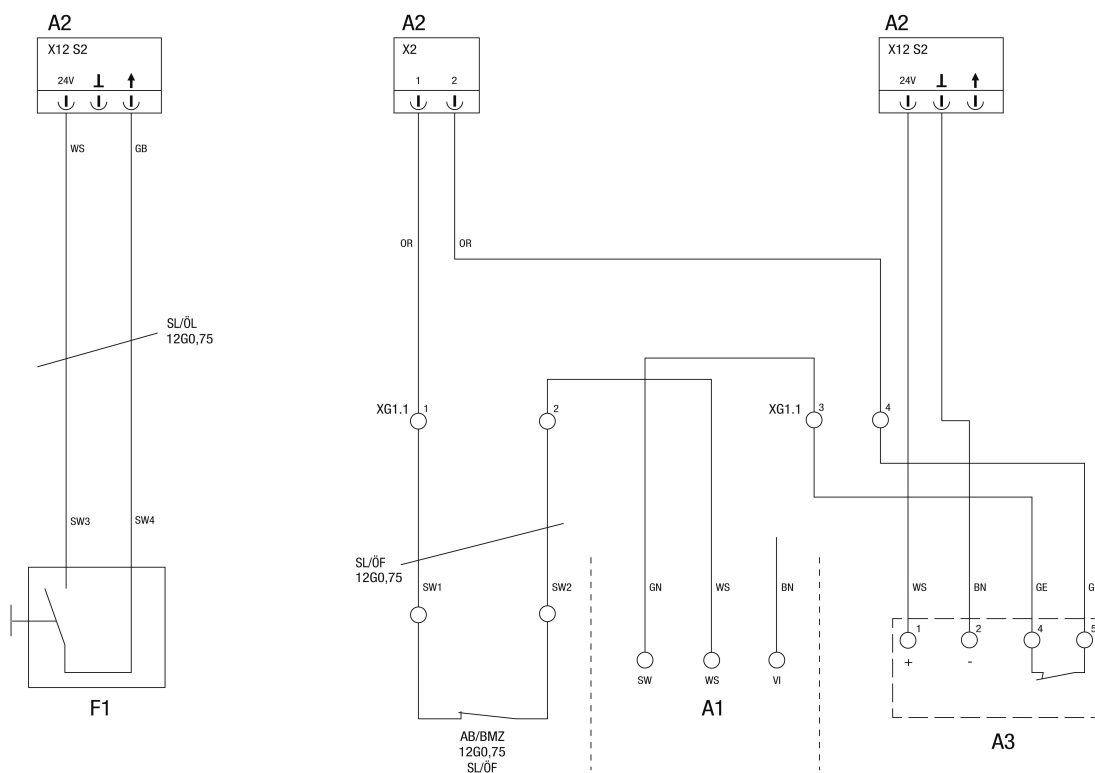 A2
X12 S2
24V
WS
GB
SL/ÖL
12G0,75
SW3
SW4
F1
A2
X2
1
2
OR
OR
XG1.1
1
2
SL/ÖF
12G0,75
SW1
SW2
AB/BMZ
12G0,75
SL/ÖF
GN
WS
BN
SW
WS
VI
A1
A2
X12 S2
24V
XG1.1
3
4
WS
BN
GE
G
1
2
4
5
+
-
A3